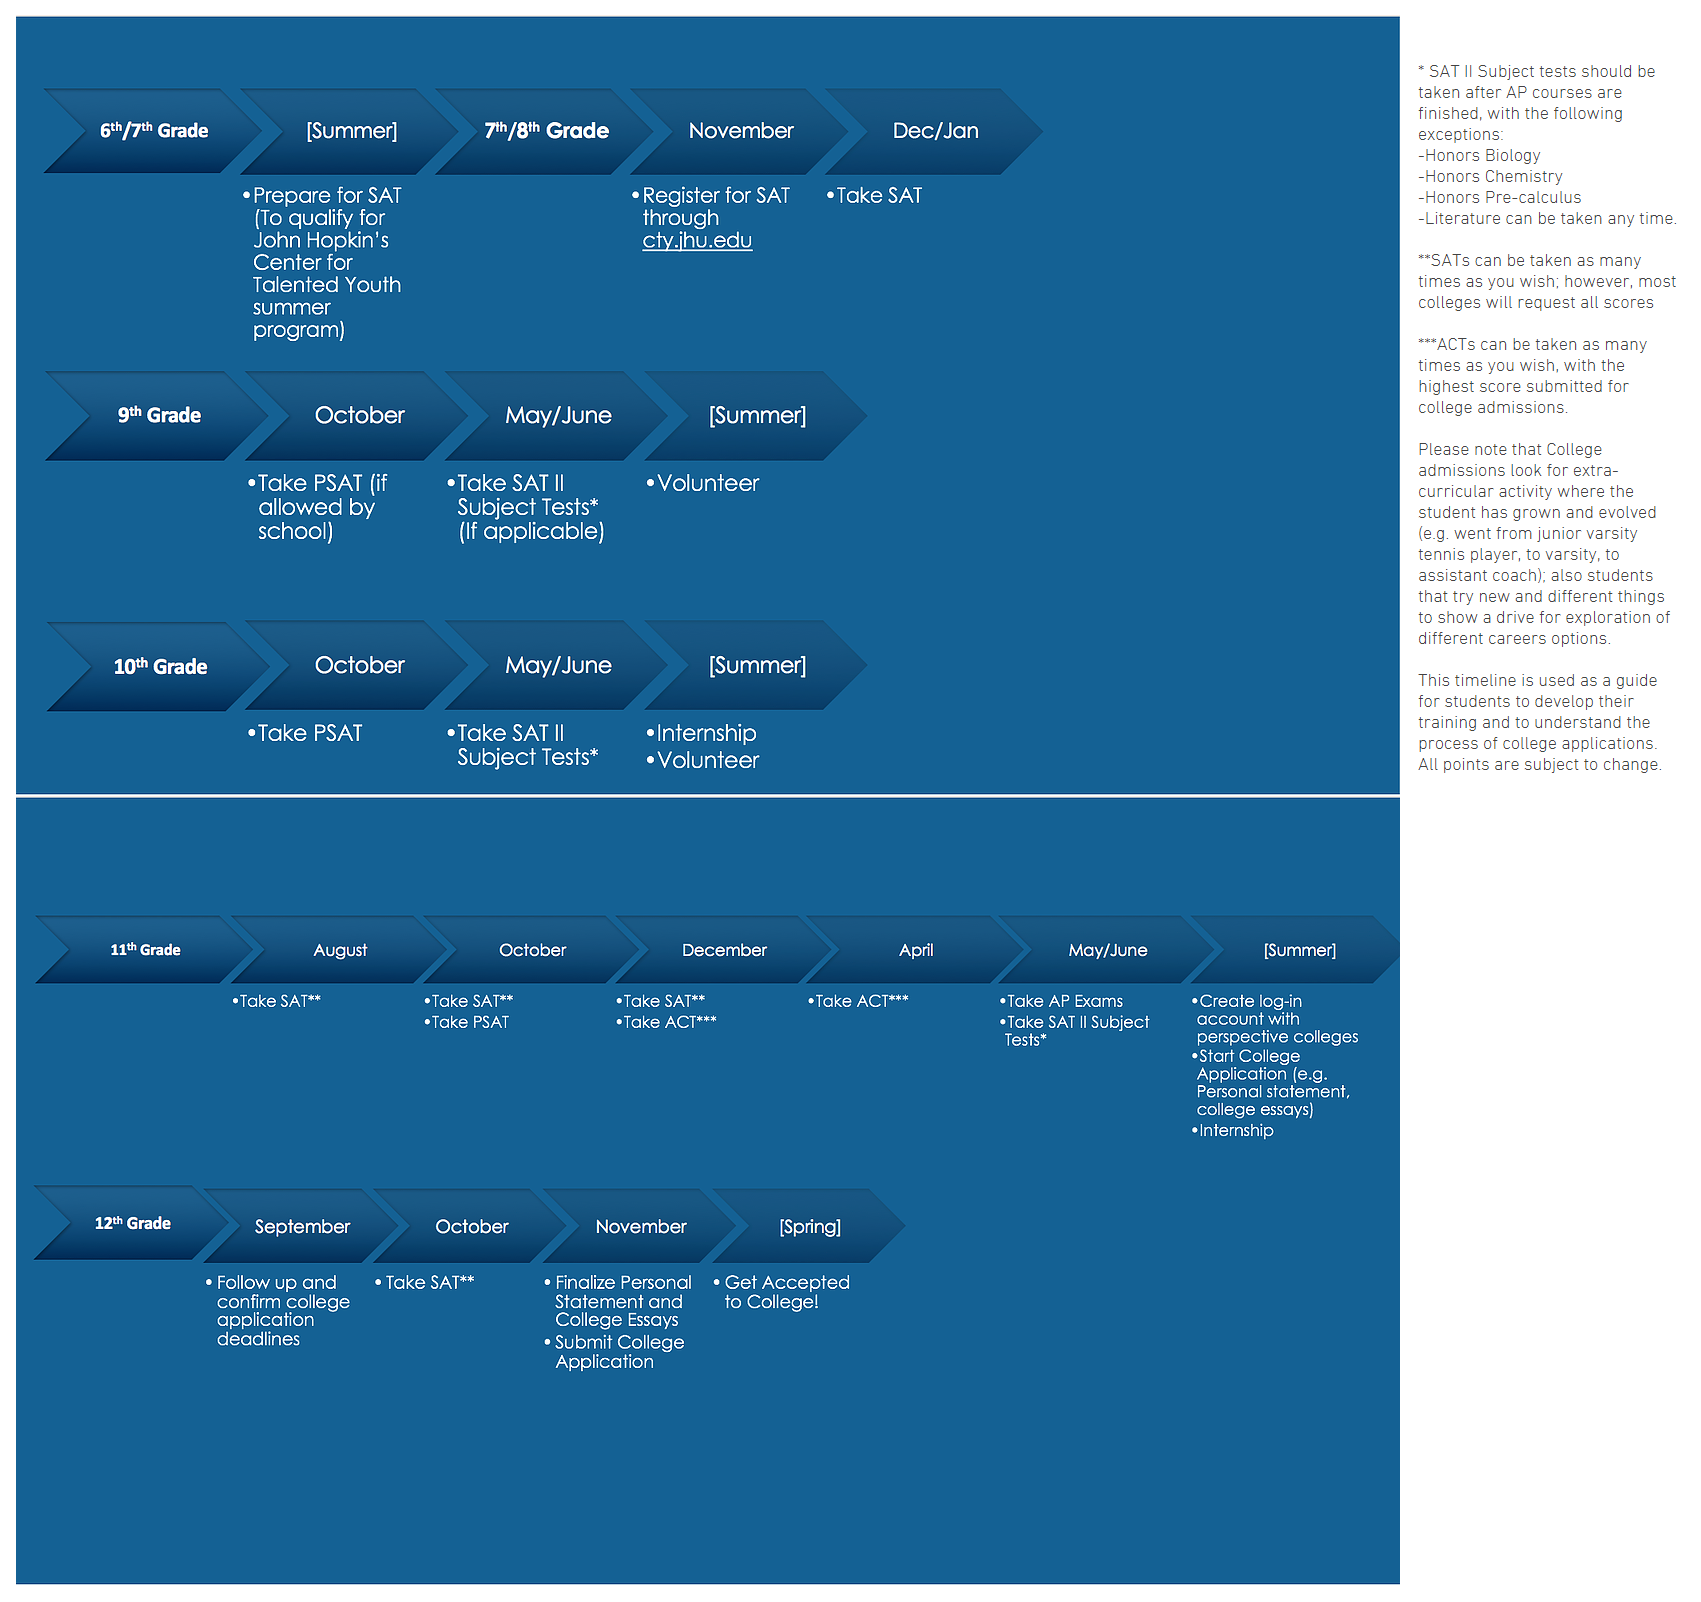 6th/7th Grade
[Summer]
7th/8th Grade
November
Dec/Jan
•Prepare for SAT
(To qualify for
John Hopkin's
Center for
Talented Youth
summer
program)
•Register for SAT
through
cty.jhu.edu
•Take SAT
9th Grade
October
May/June
[Summer]
•Take PSAT (if
allowed by
school)
•Take SAT II
Subject Tests*
(If applicable)
•Volunteer
10th Grade
October
May/June
[Summer]
•Take PSAT
•Take SAT II
Subject Tests*
•Internship
•Volunteer
* SAT II Subject tests should be
taken after AP courses are
finished, with the following
exceptions:
-Honors Biology
-Honors Chemistry
-Honors Pre-calculus
-Literature can be taken any time.
**SATs can be taken as many
times as you wish; however, most
colleges will request all scores
***ACTs can be taken as many
times as you wish, with the
highest score submitted for
college admissions.
Please note that College
admissions look for extra-
curricular activity where the
student has grown and evolved
(e.g. went from junior varsity
tennis player, to varsity, to
assistant coach); also students
that try new and different things
to show a drive for exploration of
different careers options.
This timeline is used as a guide
for students to develop their
training and to understand the
process of college applications.
All points are subject to change.
11th Grade
August
October
December
April
May/June
[Summer]
•Take SAT**
•Take SAT**
•Take PSAT
•Take SAT**
•Take ACT***
•Take ACT***
•Take AP Exams
•Take SAT II Subject
Tests*
•Create log-in
account with
perspective colleges
•Start College
Application (e.g.
Personal statement,
college essays)
•Internship
12th Grade
September
October
November
[Spring]
• Follow up and
confirm college
application
deadlines
• Take SAT**
• Finalize Personal
Statement and
College Essays
• Submit College
Application
• Get Accepted
to College!